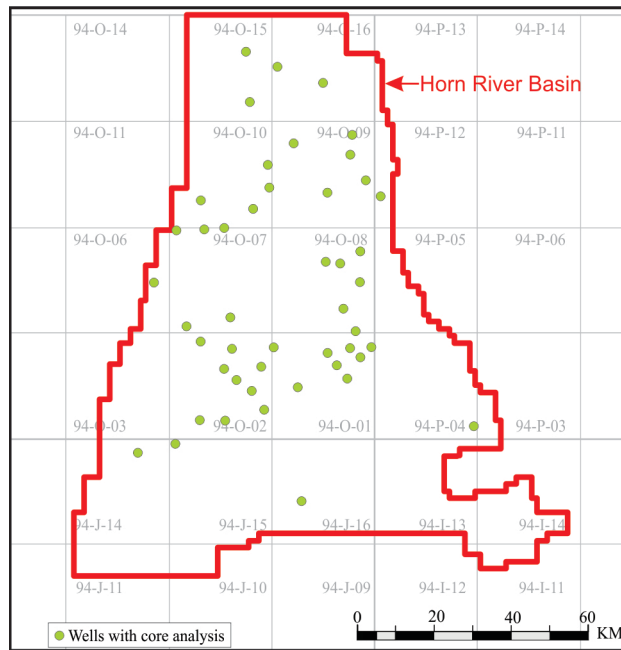 94-O-14 94-O-15 94-O-16 94-P-13 94-P-14
Horn River Basin
94-O-11 94-O-10 94-O-09 94-P-12 94-P-11
94-O-06 94-O-07 94-O-08 94-P-05 94-P-06
94-O-03 94-O-02 94-O-01 94-P-04 94-P-03
94-J-14 94-J-15 94-J-16 94-I-13 94-I-14
94-J-11 94-J-10 94-J-09 94-I-12 94-I-11
0 20 40 60
Wells with core analysis KM